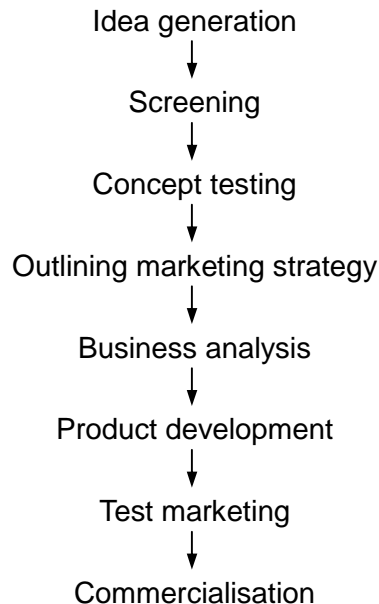 Idea generation
Screening
Concept testing
Outlining marketing strategy
Business analysis
Product development
Test marketing
Commercialisation